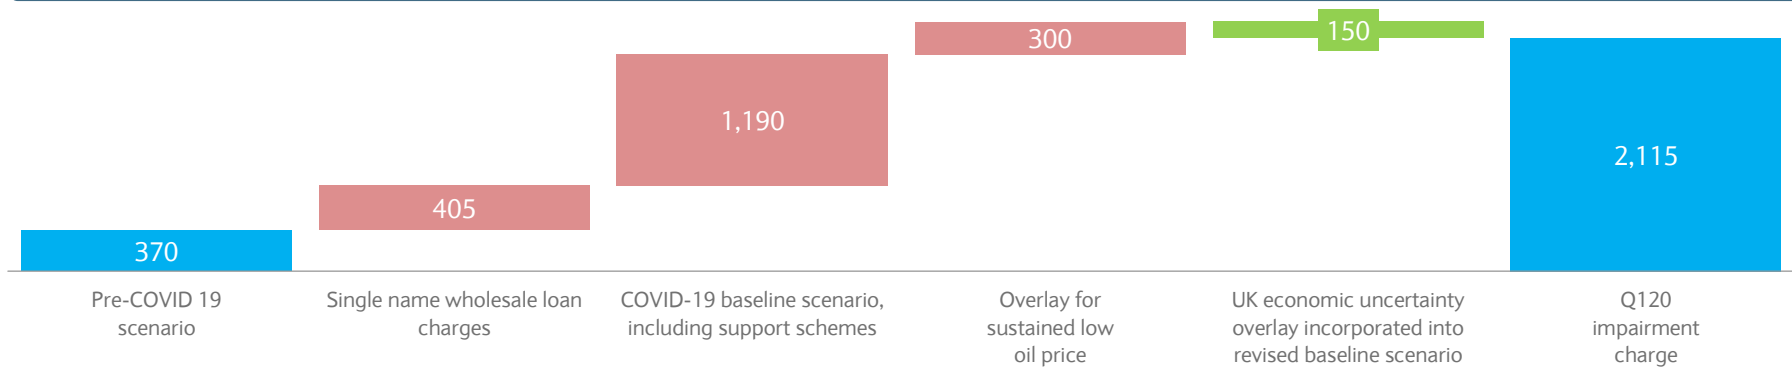 150
300
1,190
2,115
405
370
Pre-COVID 19
scenario
Single name wholesale loan
charges
COVID-19 baseline scenario,
including support schemes
Overlay for
sustained low
oil price
UK economic uncertainty
overlay incorporated into
revised baseline scenario
Q120
impairment
charge